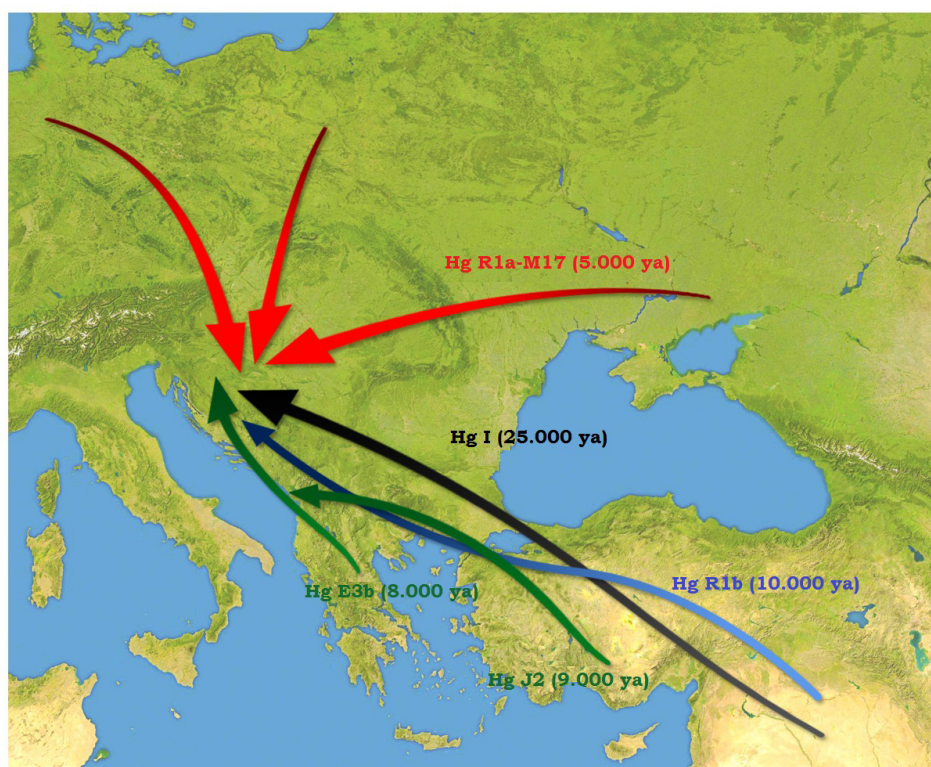 Hg R1a-M17 (5.000 ya)
Hg I (25.000 ya)
Hg R1b (10.000 ya)
Hg E3b (8.000 ya)
Hg J2 (9.000 ya)